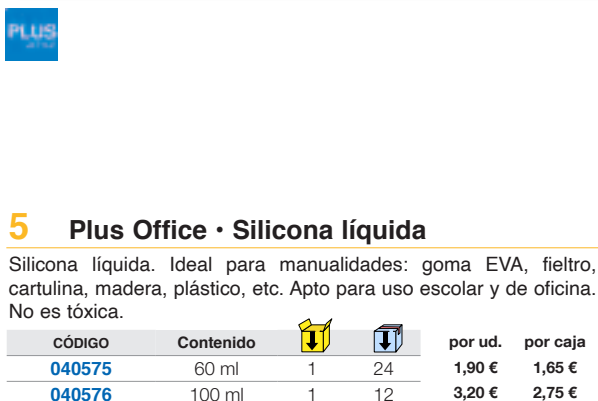 PLUS
5 Plus Office · Silicona líquida
Silicona líquida. Ideal para manualidades: goma EVA, fieltro,
cartulina, madera, plástico, etc. Apto para uso escolar y de oficina.
No es tóxica.
CÓDIGO Contenido por ud. por caja
040575 60 ml 1 24 1,90 € 1,65 €
040576 100 ml 1 12 3,20 € 2,75 €